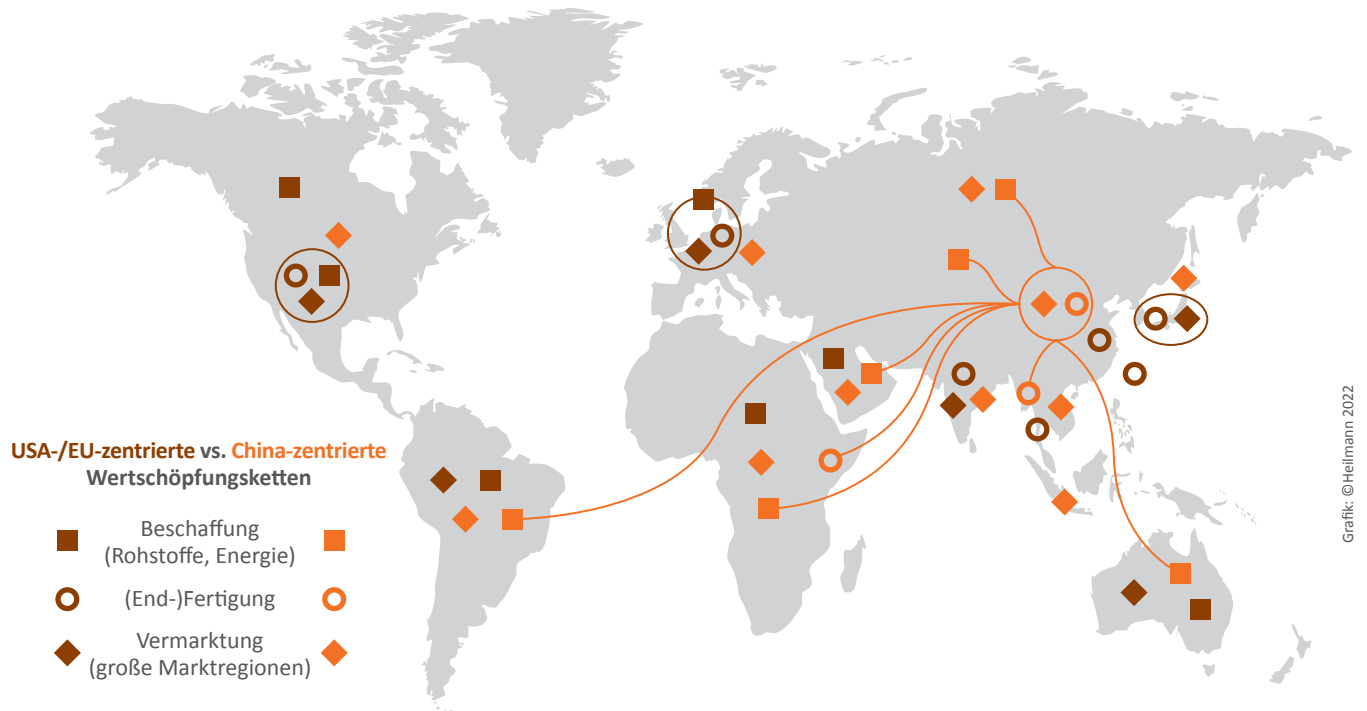 USA-/EU-zentrierte vs. China-zentrierte
Wertschöpfungsketten
Beschaffung
(Rohstoffe, Energie)
(End-)Fertigung
Vermarktung
(große Marktregionen)
Grafik: ©Heilmann 2022